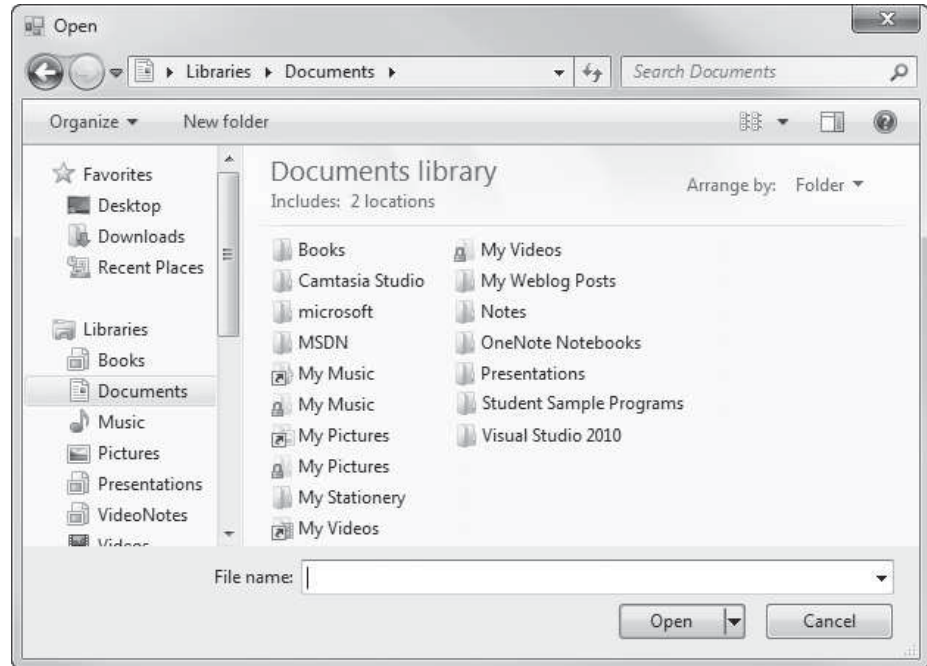 Open
Libraries Documents
Search Documents
Organize
New folder
Favorites
Desktop
Downloads
Recent Places
Libraries
Books
Documents
Music
Pictures
Presentations
VideoNotes
Videos
Documents library
Includes: 2 locations
Arrange by: Folder
Books
Camtasia Studio
microsoft
MSDN
My Music
My Music
My Pictures
My Pictures
My Stationery
My Videos
My Videos
My Weblog Posts
Notes
OneNote Notebooks
Presentations
Student Sample Programs
Visual Studio 2010
File name:
Open
Cancel